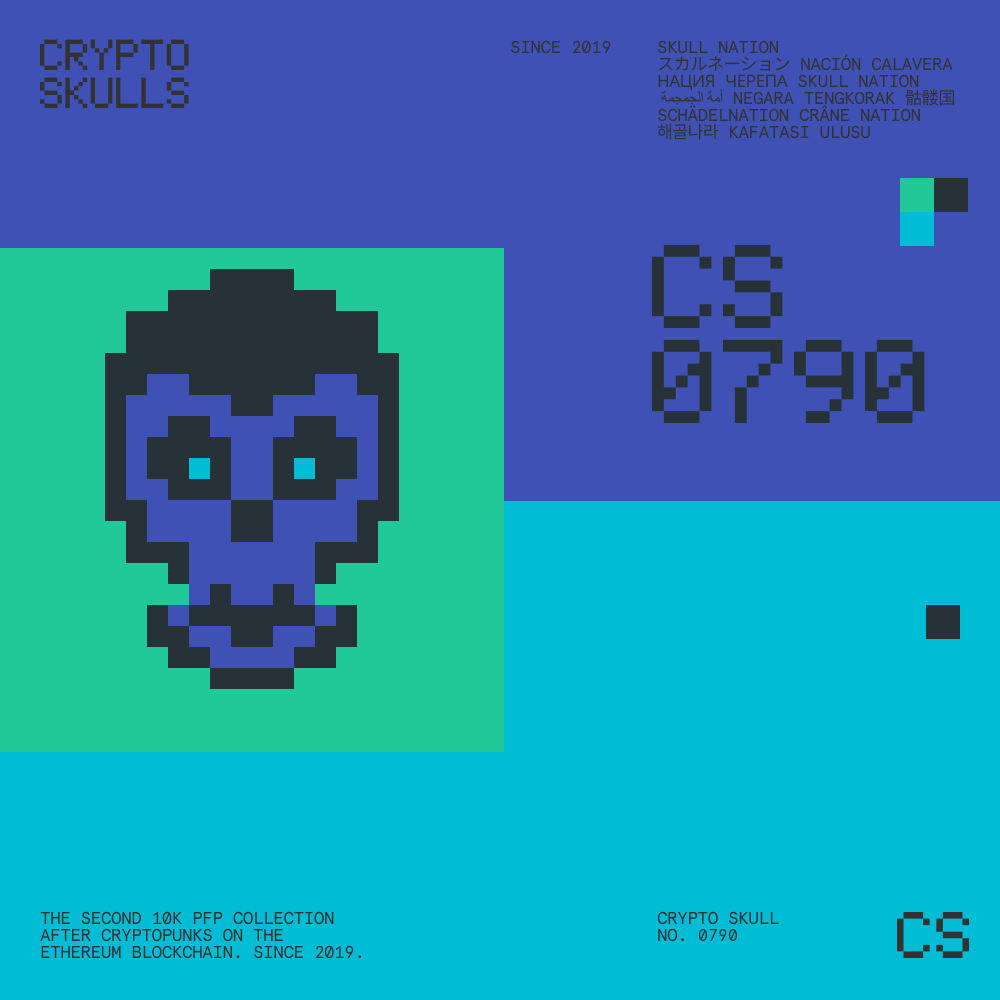 CRYPTO
SKULLS
SINCE 2019
SKULL NATION
スカルネーション NACIÓN CALAVERA
НАЦИЯ ЧЕРЕПА SKULL NATION
أمة الجمجمة NEGARA TENGKORAK 骷髅国
SCHÄDELNATION CRÂNE NATION
해골나라 KAFATASI ULUSU
CS
0790
THE SECOND 10K PFP COLLECTION
AFTER CRYPTOPUNKS ON THE
ETHEREUM BLOCKCHAIN. SINCE 2019.
CRYPTO SKULL
NO. 0790
CS